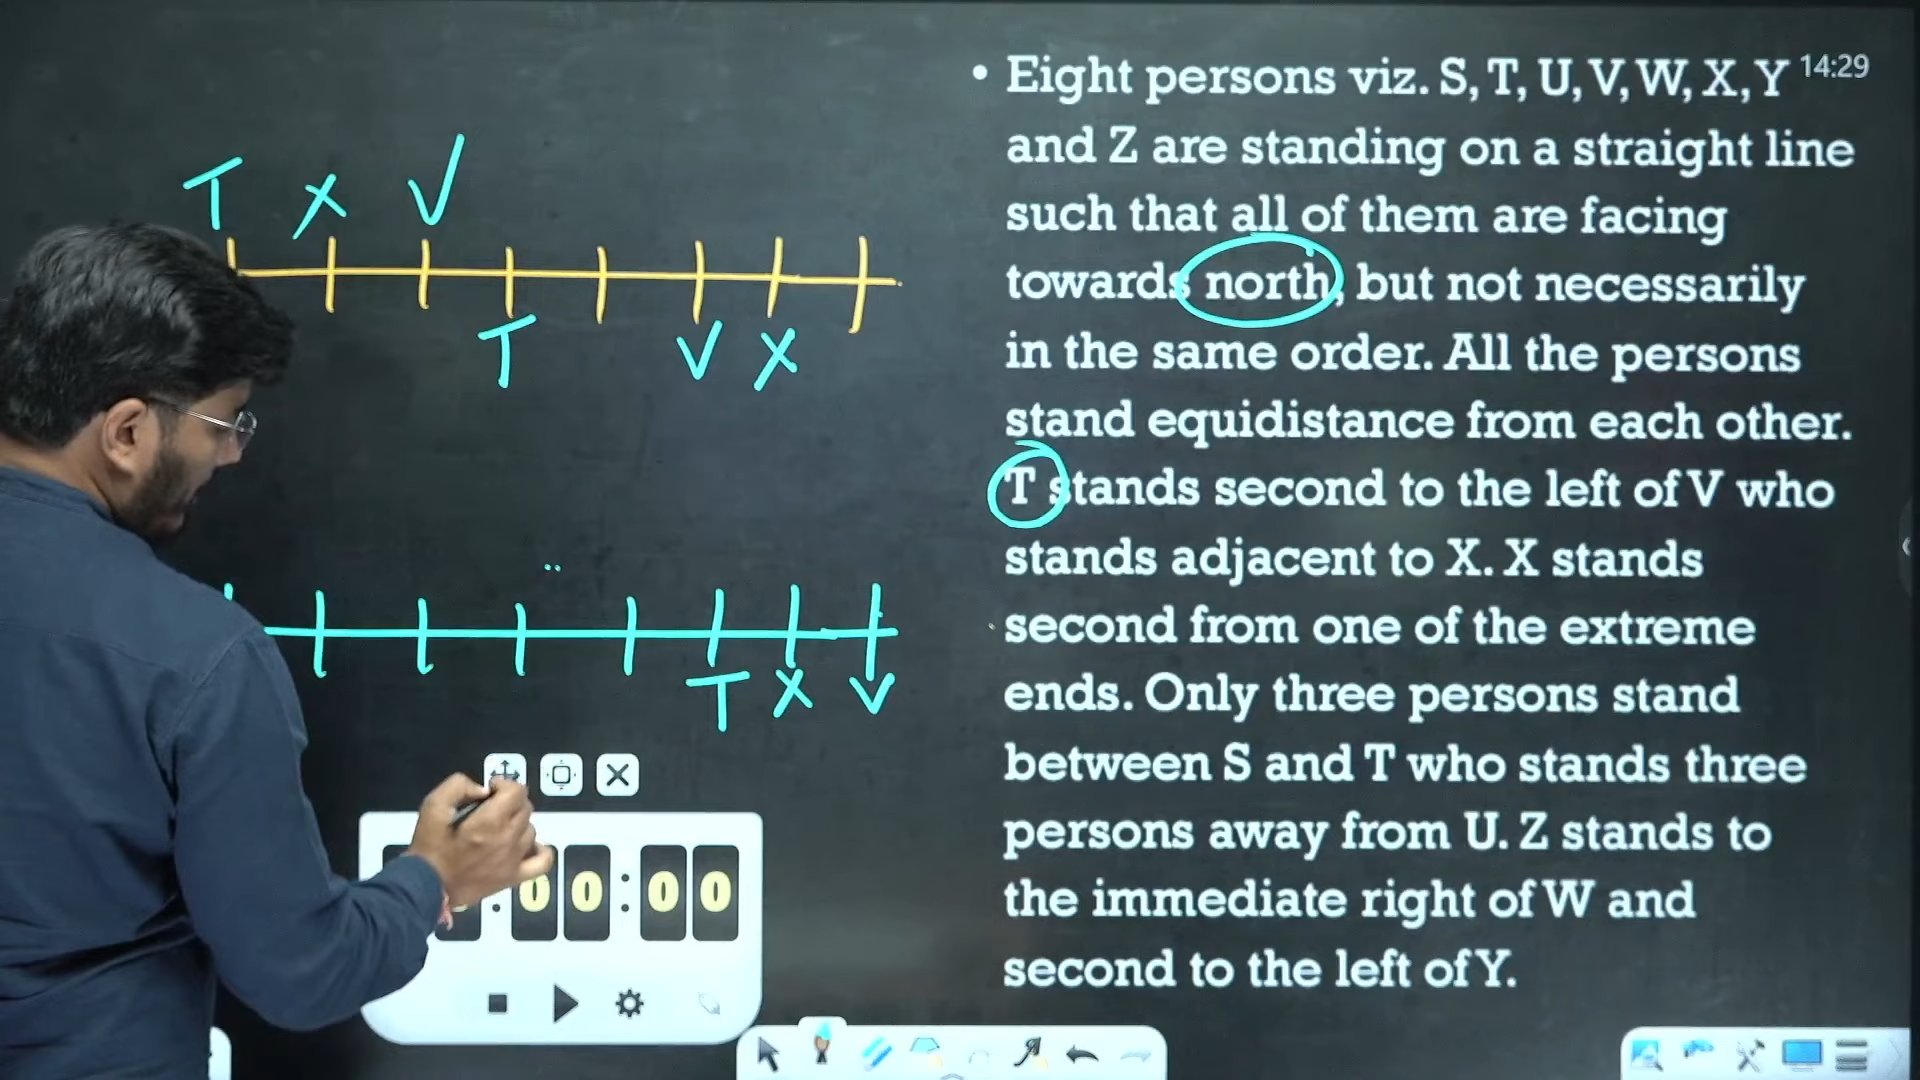 • Eight persons viz. S, T, U, V, W, X, Y
14:29
and Z are standing on a straight line
such that all of them are facing
towards north, but not necessarily
in the same order. All the persons
stand equidistance from each other.
T stands second to the left of V who
stands adjacent to X. X stands
second from one of the extreme
ends. Only three persons stand
between S and T who stands three
persons away from U. Z stands to
the immediate right of W and
second to the left of Y.
T X V
T V X
T X V
00:00